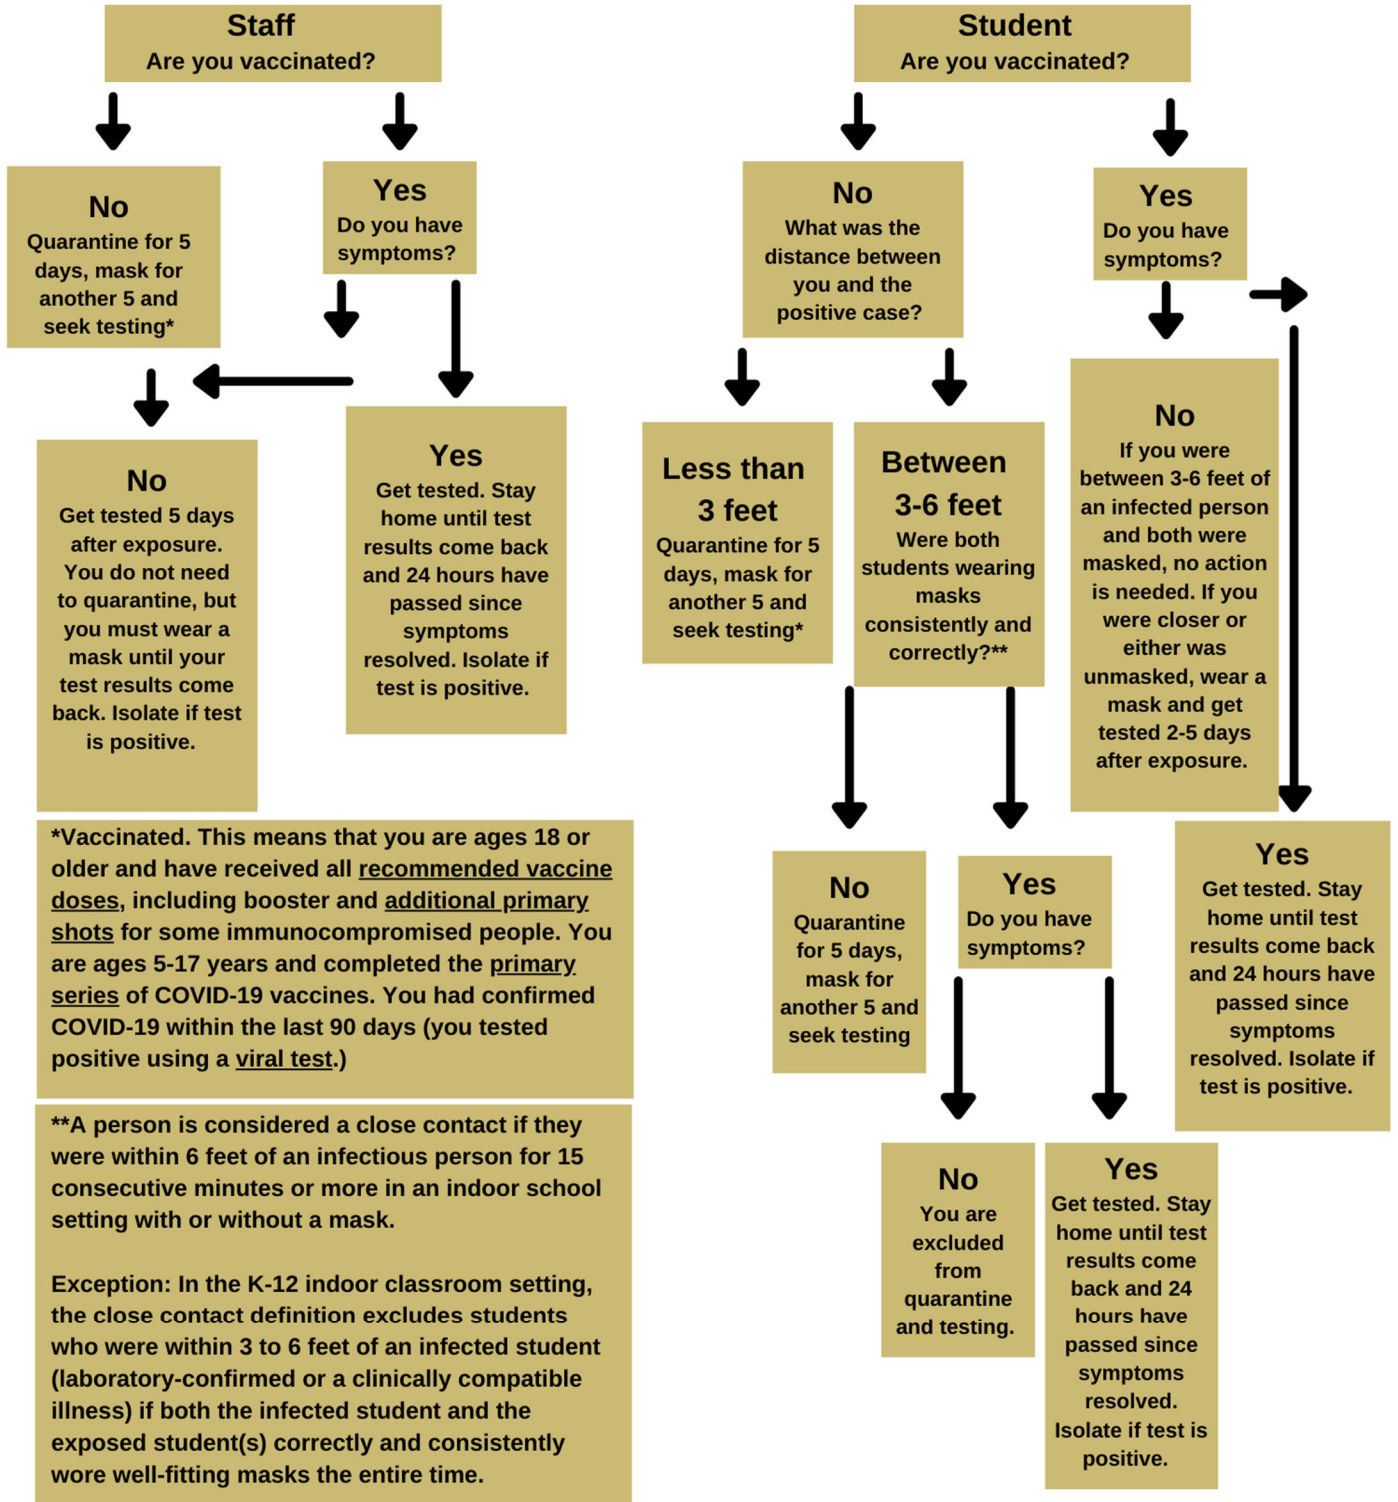 Staff
Are you vaccinated?
No
Quarantine for 5
days, mask for
another 5 and
seek testing*
Yes
Do you have
symptoms?
No
Get tested 5 days
after exposure.
You do not need
to quarantine, but
you must wear a
mask until your
test results come
back. Isolate if test
is positive.
Yes
Get tested. Stay
home until test
results come back
and 24 hours have
passed since
symptoms
resolved. Isolate if
test is positive.
*Vaccinated. This means that you are ages 18 or
older and have received all recommended vaccine
doses, including booster and additional primary
shots for some immunocompromised people. You
are ages 5-17 years and completed the primary
series of COVID-19 vaccines. You had confirmed
COVID-19 within the last 90 days (you tested
positive using a viral test.)
**A person is considered a close contact if they
were within 6 feet of an infectious person for 15
consecutive minutes or more in an indoor school
setting with or without a mask.
Exception: In the K-12 indoor classroom setting,
the close contact definition excludes students
who were within 3 to 6 feet of an infected student
(laboratory-confirmed or a clinically compatible
illness) if both the infected student and the
exposed student(s) correctly and consistently
wore well-fitting masks the entire time.
Student
Are you vaccinated?
No
What was the
distance between
you and the
positive case?
Yes
Do you have
symptoms?
Less than
3 feet
Quarantine for 5
days, mask for
another 5 and
seek testing*
Between
3-6 feet
Were both
students wearing
masks
consistently and
correctly?**
No
If you were
between 3-6 feet of
an infected person
and both were
masked, no action
is needed. If you
were closer or
either was
unmasked, wear a
mask and get
tested 2-5 days
after exposure.
Yes
Get tested. Stay
home until test
results come back
and 24 hours have
passed since
symptoms
resolved. Isolate if
test is positive.
No
Quarantine
for 5 days,
mask for
another 5 and
seek testing
Yes
Do you have
symptoms?
No
You are
excluded
from
quarantine
and testing.
Yes
Get tested. Stay
home until test
results come
back and 24
hours have
passed since
symptoms
resolved.
Isolate if test is
positive.